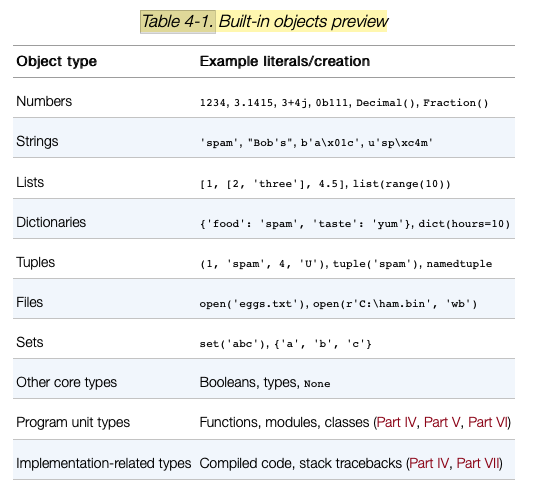 Table 4-1. Built-in objects preview
Object type Example literals/creation
Numbers 1234, 3.1415, 3+4j, 0b111, Decimal(), Fraction()
Strings 'spam', "Bob's", b'a\x01c', u'sp\xc4m'
Lists [1, [2, 'three'], 4.5], list(range(10))
Dictionaries {'food': 'spam', 'taste': 'yum'}, dict(hours=10)
Tuples (1, 'spam', 4, 'U'), tuple('spam'), namedtuple
Files open('eggs.txt'), open(r'C:\ham.bin', 'wb')
Sets set('abc'), {'a', 'b', 'c'}
Other core types Booleans, types, None
Program unit types Functions, modules, classes (Part IV, Part V, Part VI)
Implementation-related types Compiled code, stack tracebacks (Part IV, Part VII)